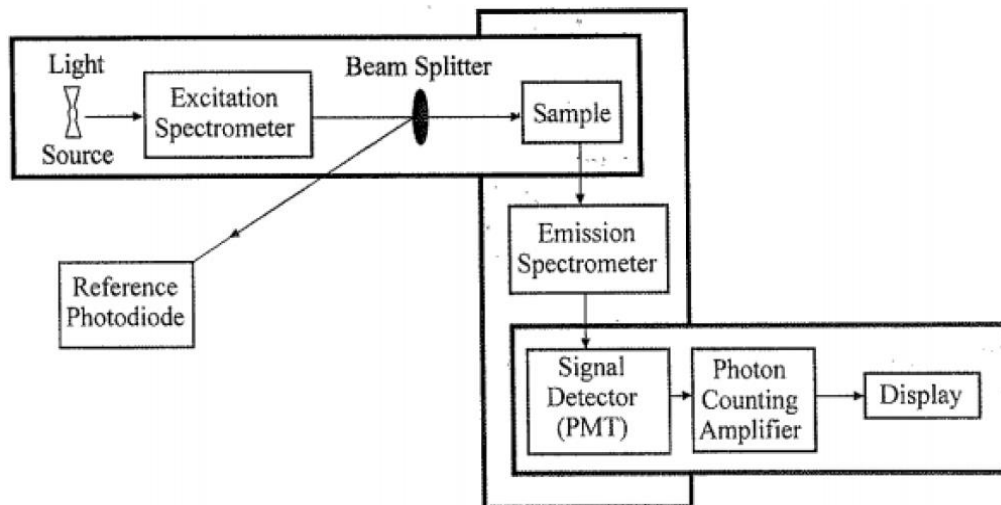 Light
Source
Excitation
Spectrometer
Beam Splitter
Sample
Emission
Spectrometer
Reference
Photodiode
Signal
Detector
(PMT)
Photon
Counting
Amplifier
Display